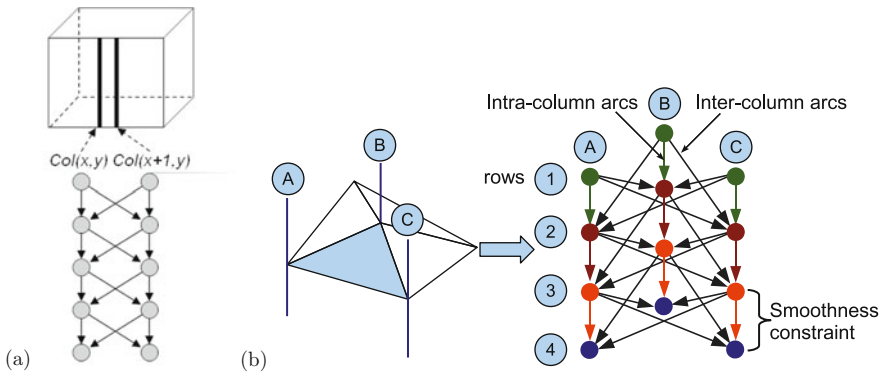 Col(x,y) Col(x+1,y)
(a)
A
B
C
(b)
Intra-column arcs
B
Inter-column arcs
A
C
rows
1
2
3
4
Smoothness
constraint